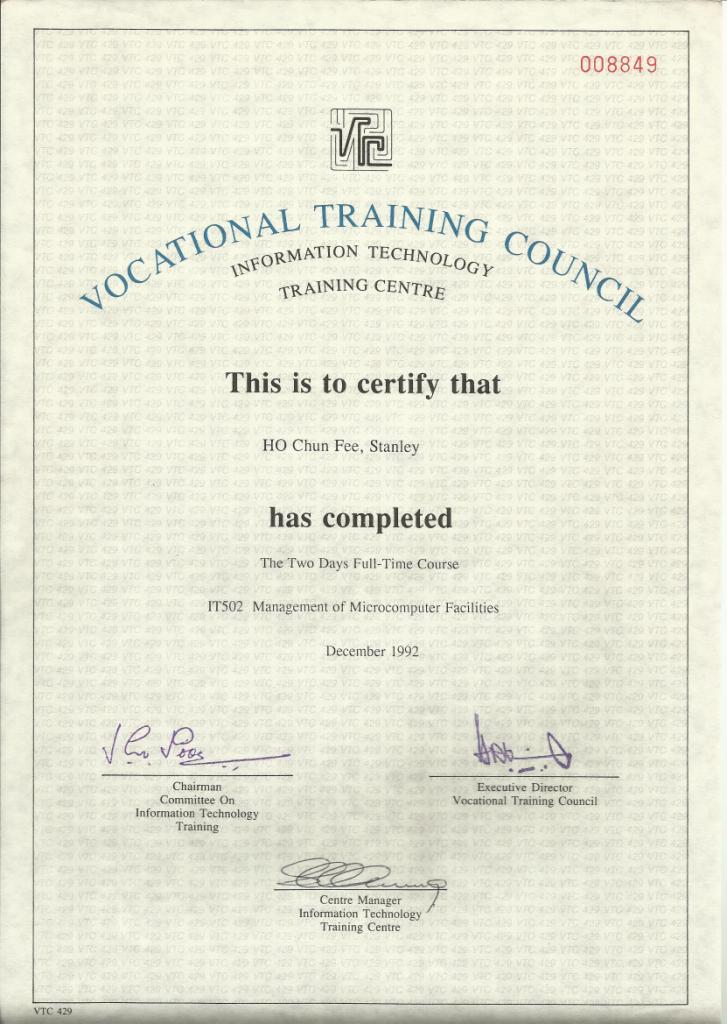 008849
VTC
VOCATIONAL TRAINING COUNCIL
INFORMATION TECHNOLOGY
TRAINING CENTRE
This is to certify that
HO Chun Fee, Stanley
has completed
The Two Days Full-Time Course
IT502 Management of Microcomputer Facilities
December 1992
Chairman
Committee On
Information Technology
Training
Executive Director
Vocational Training Council
Centre Manager
Information Technology
Training Centre
VTC 429